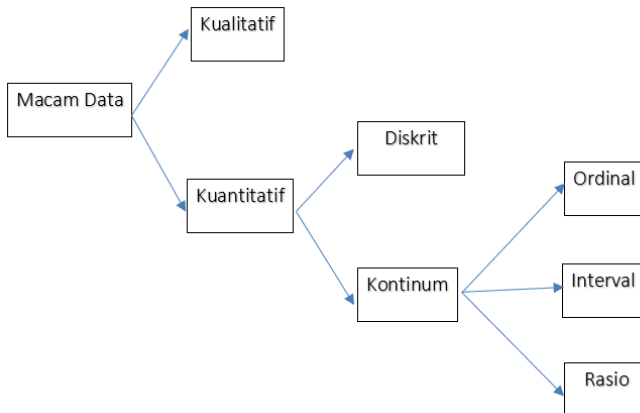 Kualitatif
Macam Data
Diskrit
Kuantitatif
Ordinal
Kontinum
Interval
Rasio